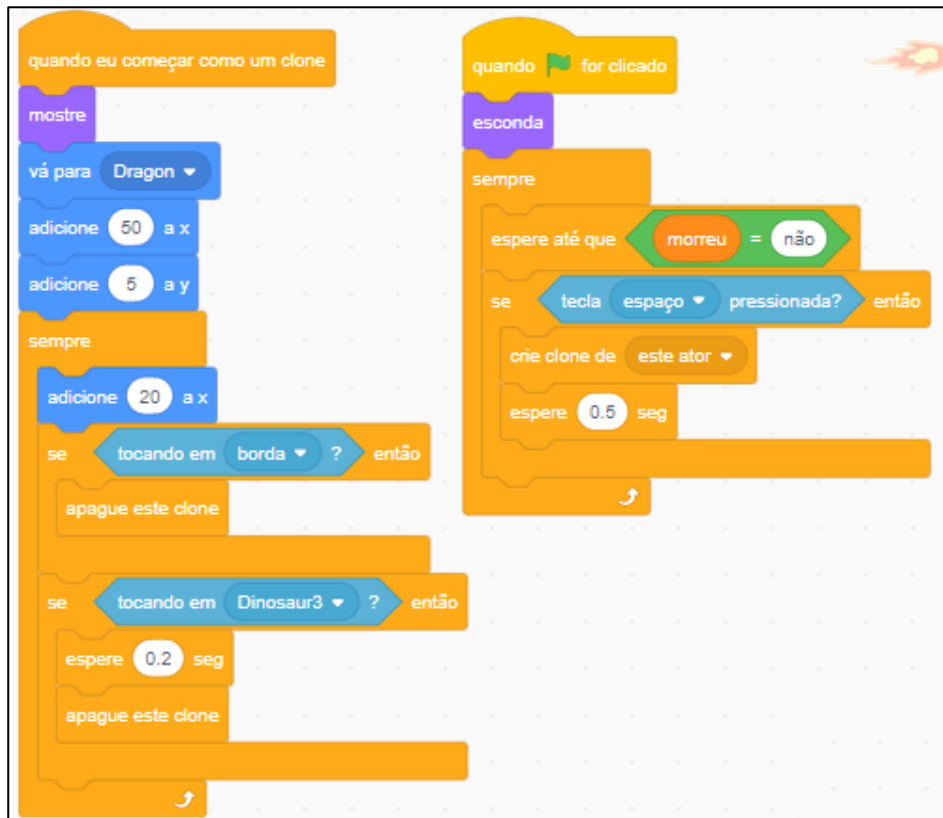 quando eu começar como um clone
mostre
vá para Dragon
adicione 50 a x
adicione 5 a y
sempre
adicione 20 a x
se tocando em borda ? então
apague este clone
se tocando em Dinosaur3 ? então
espere 0.2 seg
apague este clone
quando for clicado
esconda
sempre
espere até que morreu = não
se tecla espaço pressionada? então
crie clone de este ator
espere 0.5 seg